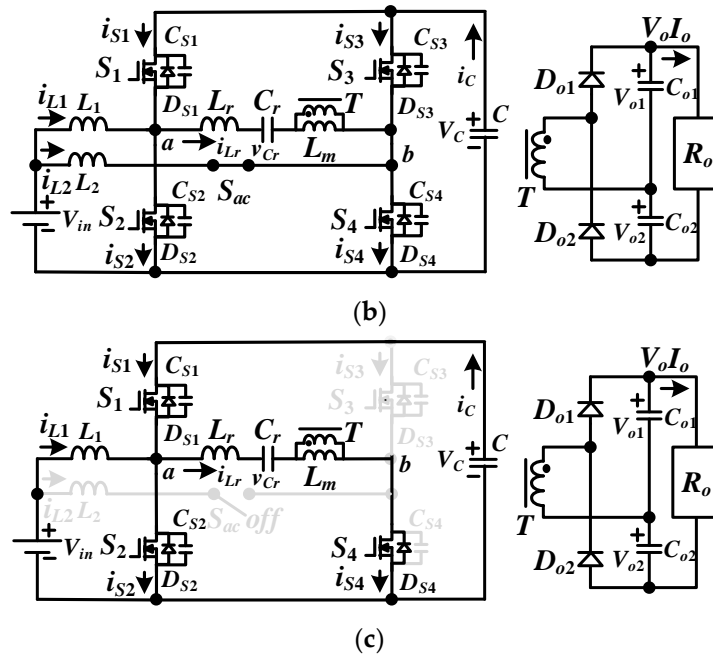 iS1 CS1 iS3 CS3 VoIo
S1 S3 iC Do1
DS1 DS3 Vo1 Co1
iL1 L1 Lr Cr T VC C
a iLr vCr Lm b Ro
iL2 L2 Sac T
Vin CS2 CS4 Vo2 Co2
S2 S4 Do2
iS2 DS2 iS4 DS4
(b)
iS1 CS1 iS3 CS3 VoIo
S1 S3 iC Do1
DS1 DS3 Vo1 Co1
iL1 L1 Lr Cr T VC C
a iLr vCr Lm b Ro
iL2 L2 Sac off T
Vin CS2 CS4 Vo2 Co2
S2 S4 Do2
iS2 DS2 iS4 DS4
(c)